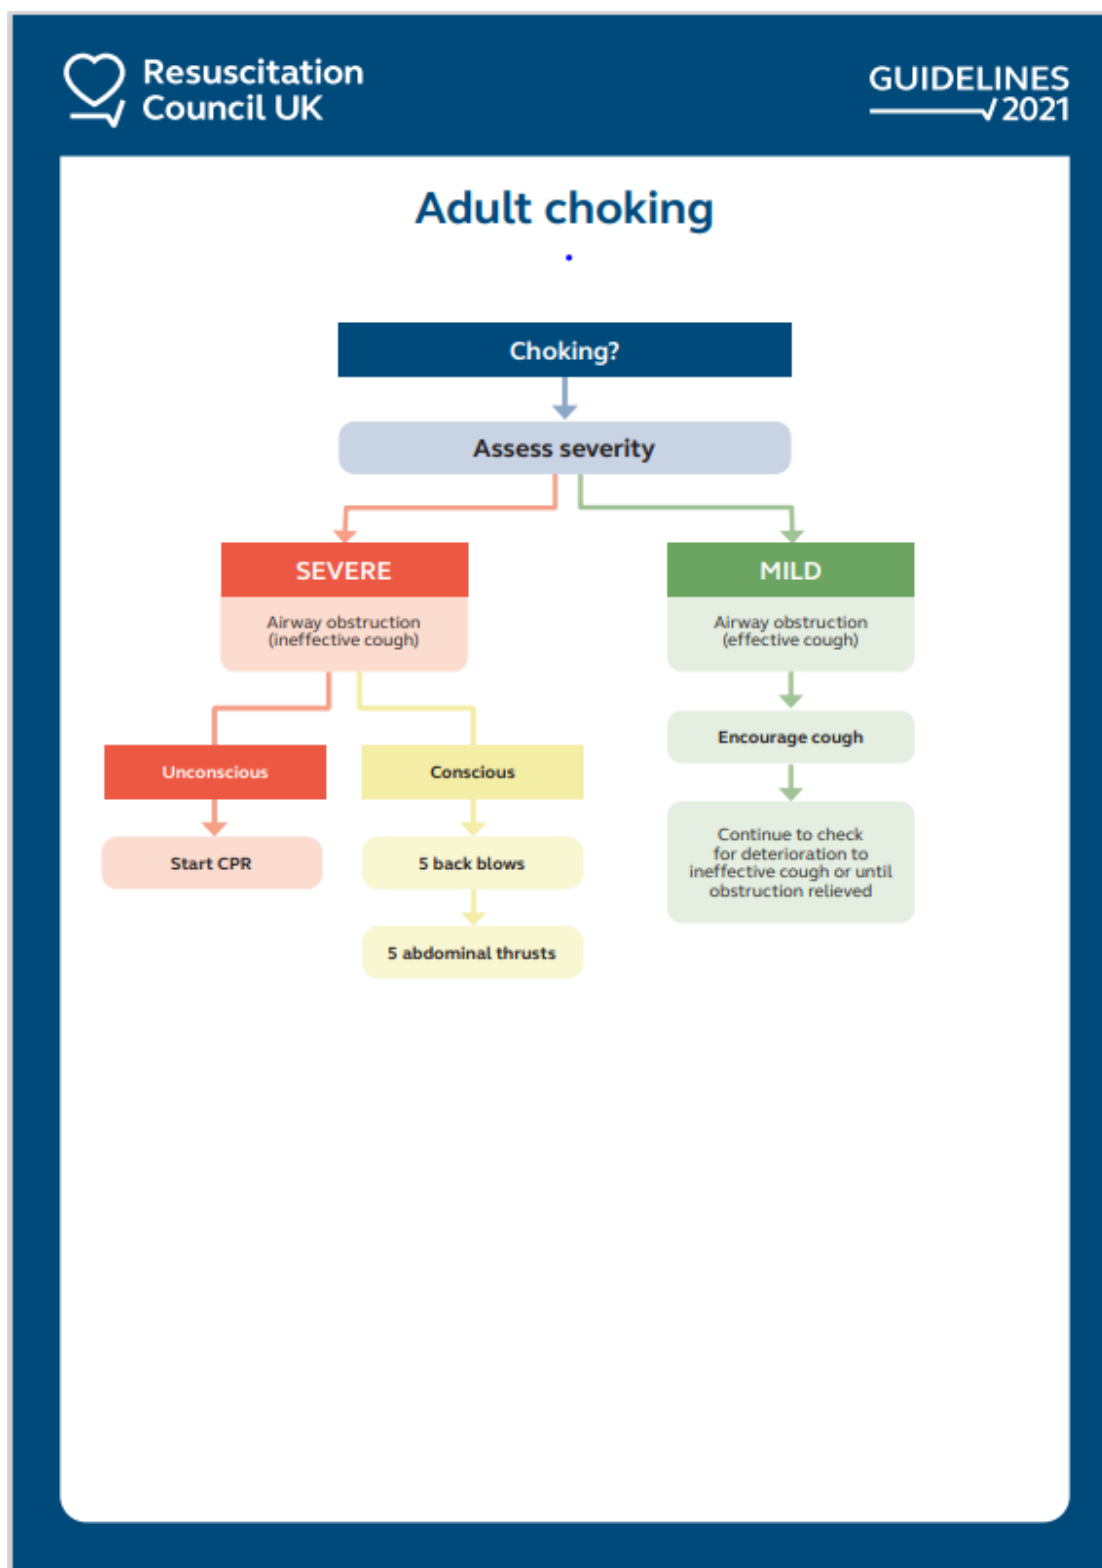 Resuscitation
Council UK
GUIDELINES
2021
Adult choking
Choking?
Assess severity
SEVERE
Airway obstruction
(ineffective cough)
MILD
Airway obstruction
(effective cough)
Unconscious
Conscious
Encourage cough
Start CPR
5 back blows
Continue to check
for deterioration to
ineffective cough or until
obstruction relieved
5 abdominal thrusts